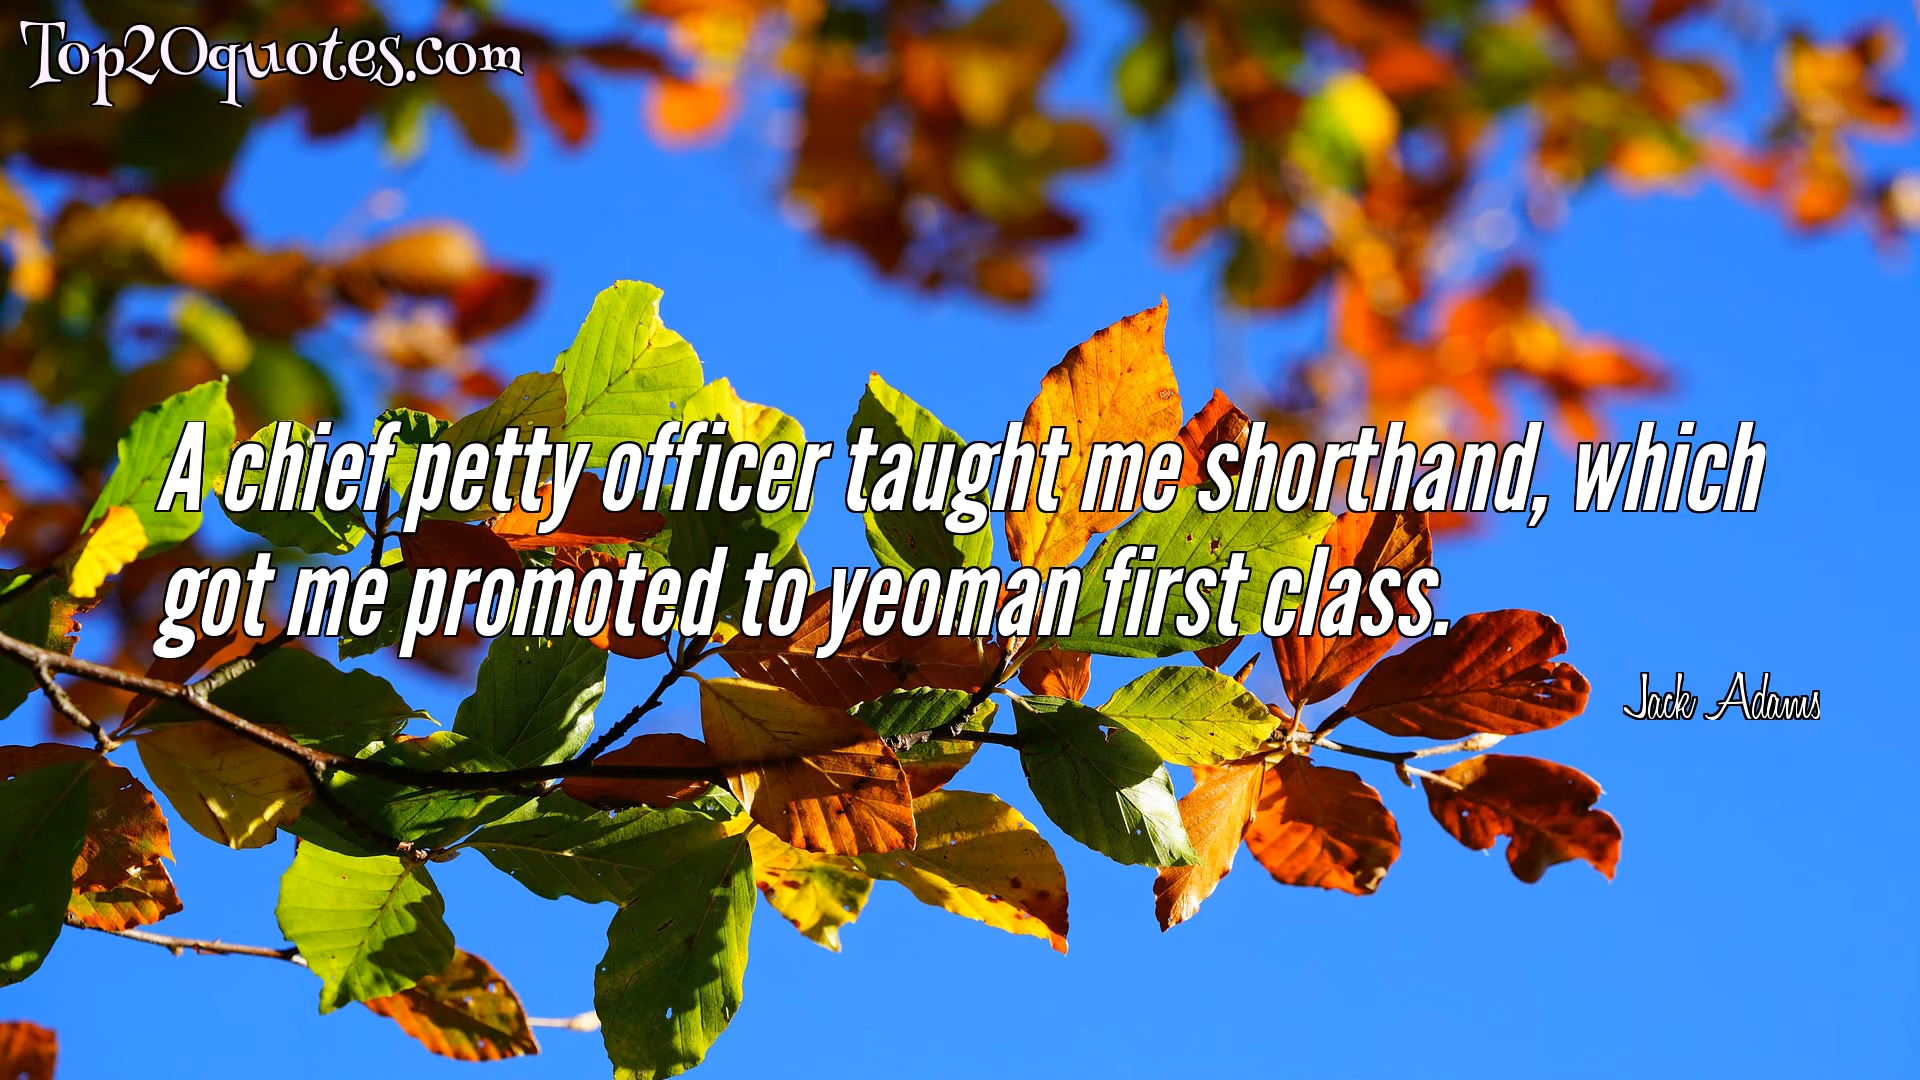 Top20quotes.com
A chief petty officer taught me shorthand, which
got me promoted to yeoman first class.
Jack Adams